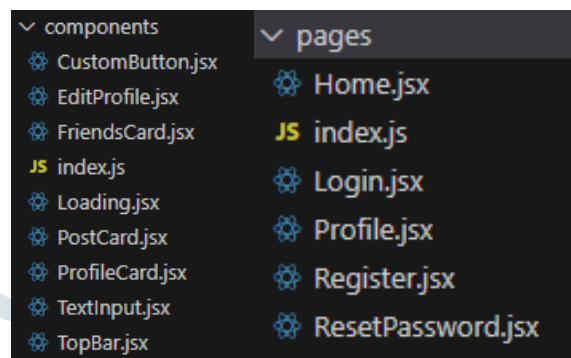 components
CustomButton.jsx
EditProfile.jsx
FriendsCard.jsx
JS index.js
Loading.jsx
PostCard.jsx
ProfileCard.jsx
TextInput.jsx
TopBar.jsx
pages
Home.jsx
JS index.js
Login.jsx
Profile.jsx
Register.jsx
ResetPassword.jsx